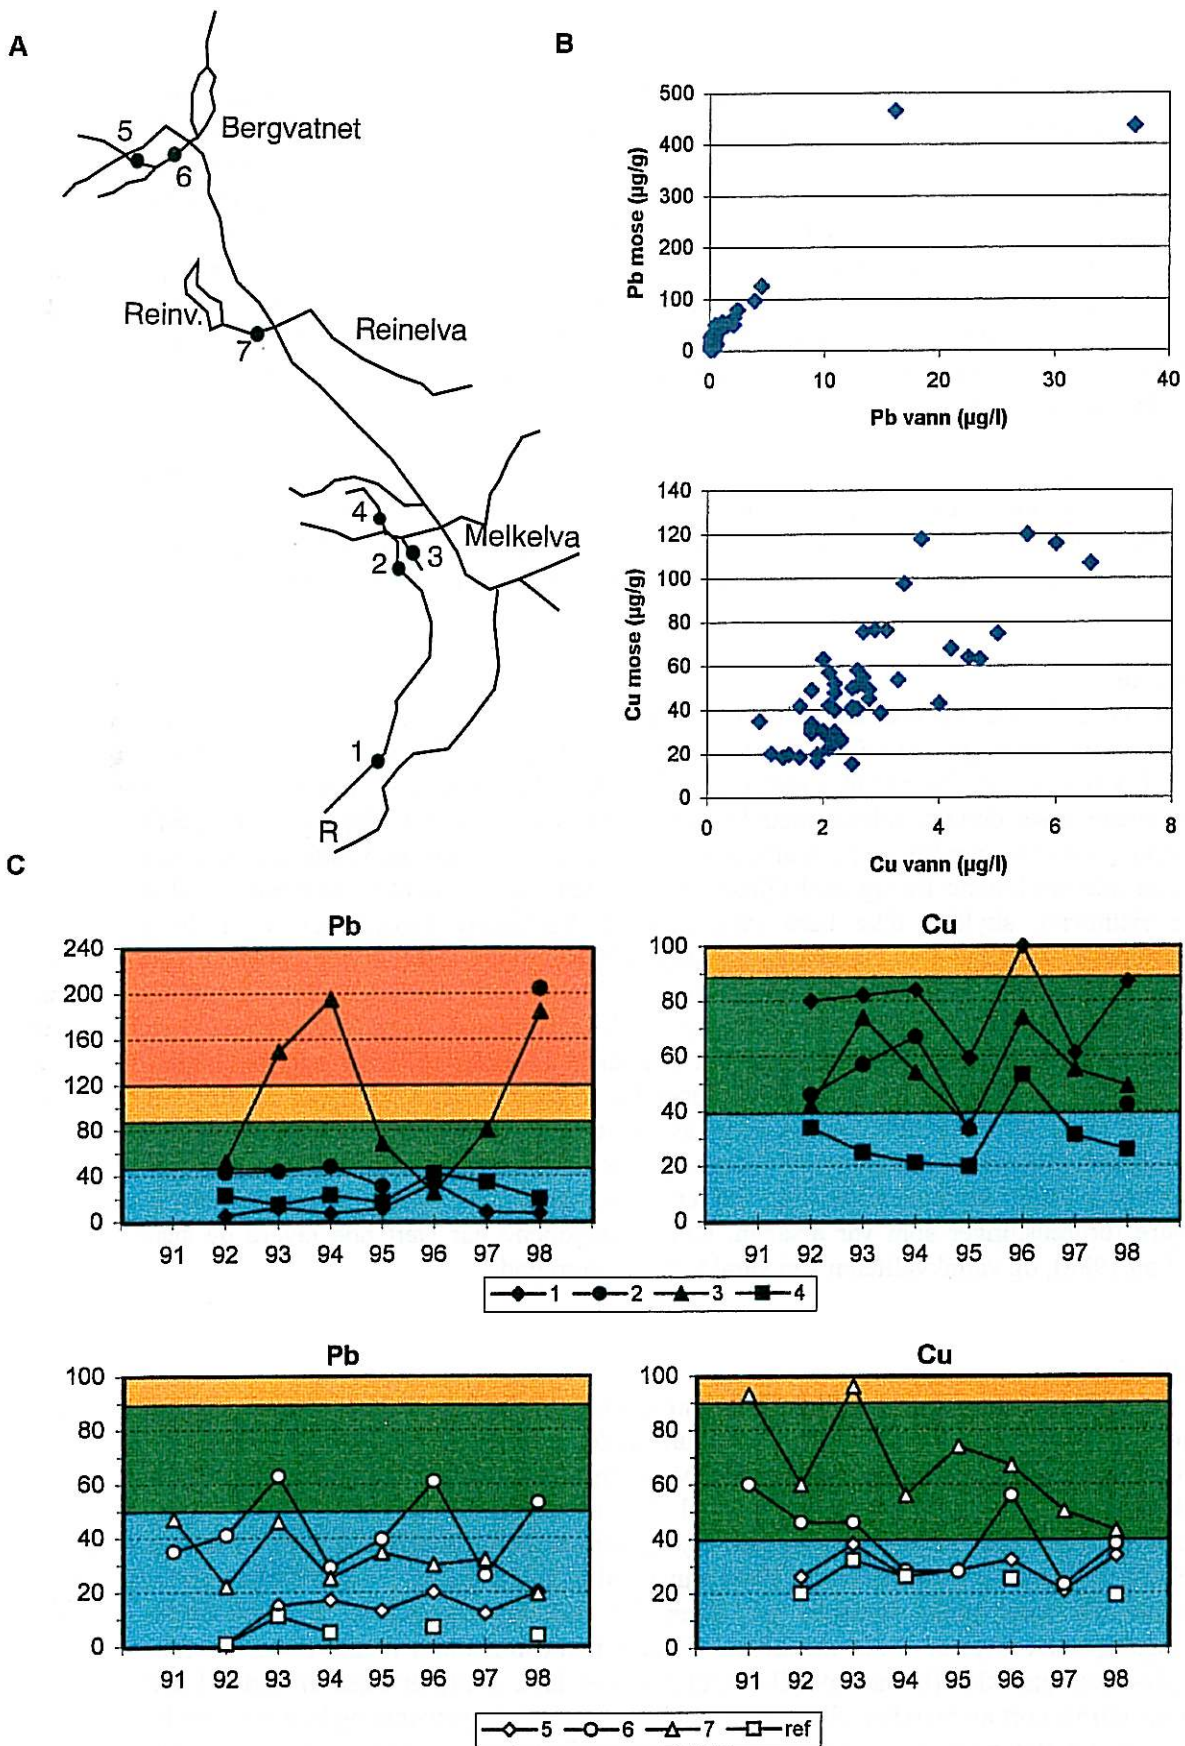 A
5
6
Bergvatnet
Reinv.
7
Reinelva
4
2
3
Melkelva
1
R
B
500
400
300
200
100
0
Pb mose (µg/g)
0 10 20 30 40
Pb vann (µg/l)
140
120
100
80
60
40
20
0
Cu mose (µg/g)
0 2 4 6 8
Cu vann (µg/l)
C
Pb
240
200
160
120
80
40
0
91 92 93 94 95 96 97 98
Cu
100
80
60
40
20
0
91 92 93 94 95 96 97 98
1 2 3 4
Pb
100
80
60
40
20
0
91 92 93 94 95 96 97 98
Cu
100
80
60
40
20
0
91 92 93 94 95 96 97 98
5 6 7 ref